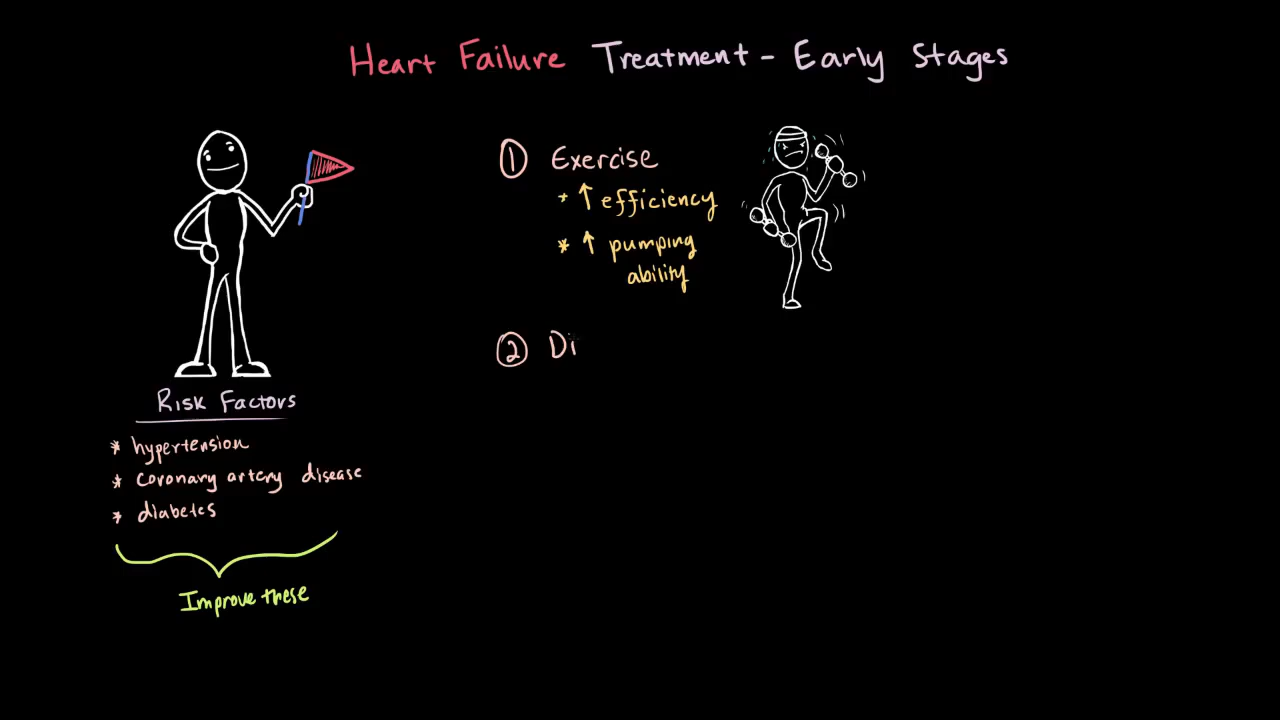 Heart Failure Treatment - Early Stages
① Exercise
+ ↑ efficiency
* ↑ pumping
ability
② Di
Risk Factors
* hypertension
* coronary artery disease
* diabetes
Improve these